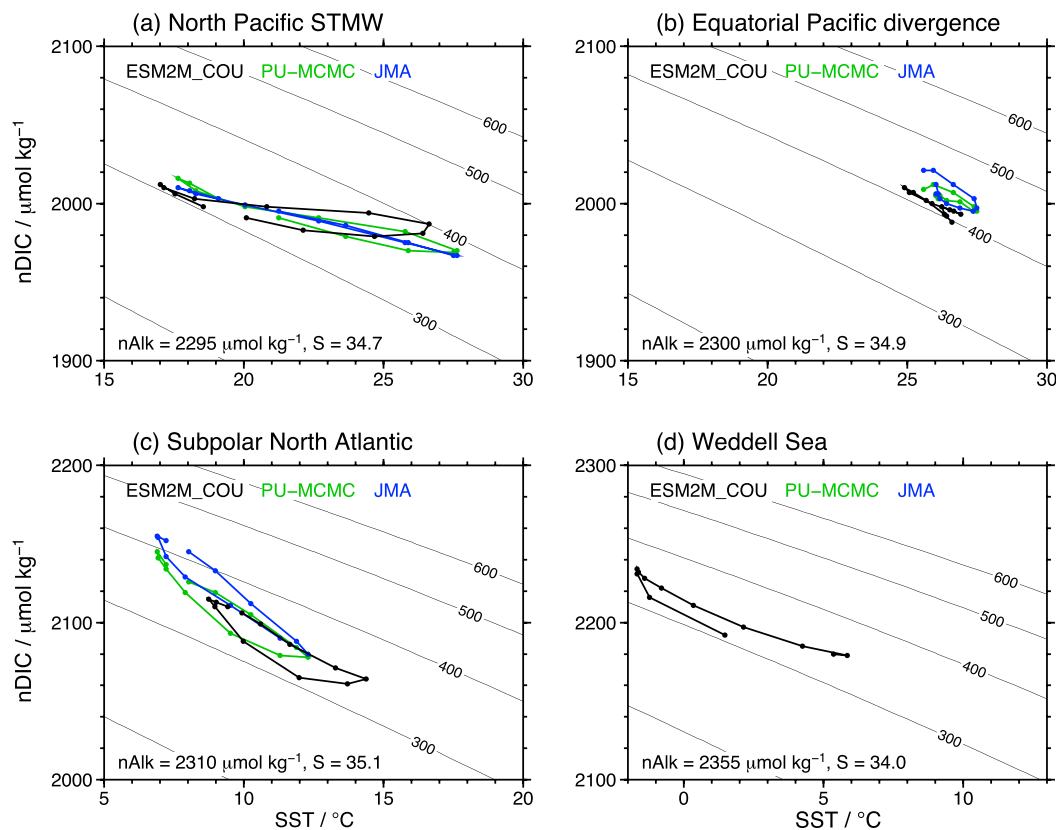 (a) North Pacific STMW
2100
ESM2M_COU PU−MCMC JMA
600
500
400
300
2000
1900
nDIC / μmol kg⁻¹
nAlk = 2295 μmol kg⁻¹, S = 34.7
15 20 25 30
(b) Equatorial Pacific divergence
ESM2M_COU PU−MCMC JMA
600
500
400
300
nAlk = 2300 μmol kg⁻¹, S = 34.9
15 20 25 30
(c) Subpolar North Atlantic
2200
ESM2M_COU PU−MCMC JMA
600
500
400
300
2100
2000
nDIC / μmol kg⁻¹
nAlk = 2310 μmol kg⁻¹, S = 35.1
5 10 15 20
SST / °C
(d) Weddell Sea
2300
ESM2M_COU PU−MCMC JMA
600
500
400
300
2200
2100
nAlk = 2355 μmol kg⁻¹, S = 34.0
0 5 10
SST / °C